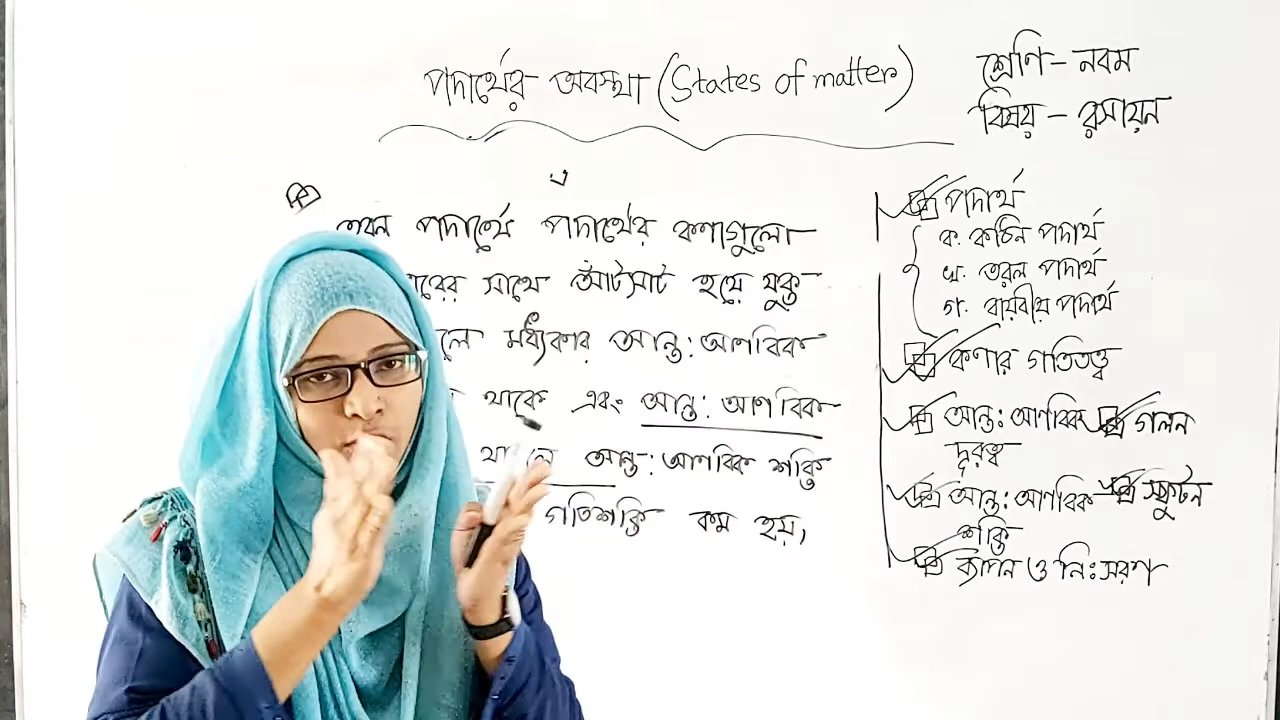 পদার্থের অবস্থা (States of matter)
শ্রেণি - নবম
বিষয় - রসায়ন
পদার্থে পদার্থের কণাগুলো
সাথে আঁটসাট হয়ে যুক্ত
মধ্যকার আন্ত:আণবিক
থাকে এবং আন্ত: আণবিক
আন্ত:আণবিক শক্তি
গতিশক্তি কম হয়,
পদার্থ
ক. কঠিন পদার্থ
খ. তরল পদার্থ
গ. বায়বীয় পদার্থ
কণার গতিতত্ত্ব
আন্ত:আণবিক
দূরত্ব
গলন
আন্ত:আণবিক
শক্তি
স্ফুটন
ব্যাপন ও নি:সরণ